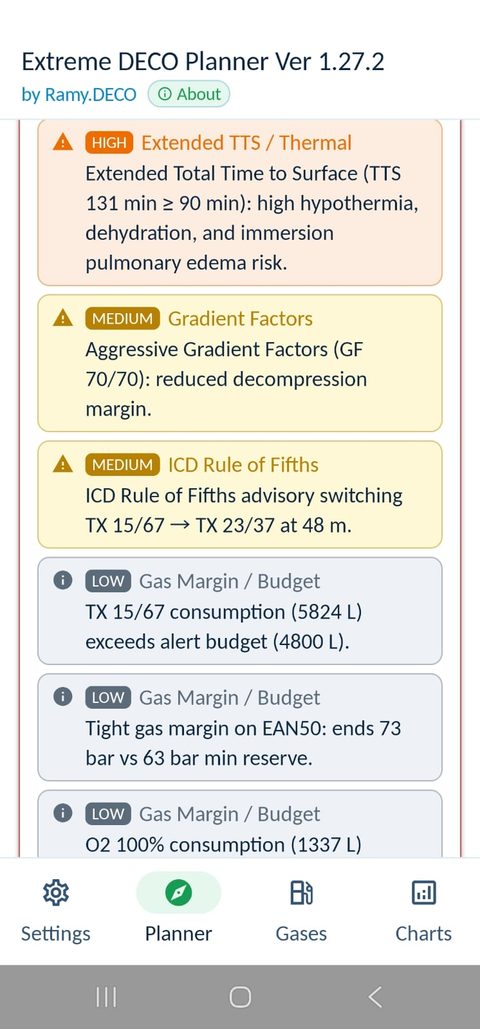 Extreme DECO Planner Ver 1.27.2
by Ramy.DECO About
HIGH Extended TTS / Thermal
Extended Total Time to Surface (TTS
131 min ≥ 90 min): high hypothermia,
dehydration, and immersion
pulmonary edema risk.
MEDIUM Gradient Factors
Aggressive Gradient Factors (GF
70/70): reduced decompression
margin.
MEDIUM ICD Rule of Fifths
ICD Rule of Fifths advisory switching
TX 15/67 → TX 23/37 at 48 m.
LOW Gas Margin / Budget
TX 15/67 consumption (5824 L)
exceeds alert budget (4800 L).
LOW Gas Margin / Budget
Tight gas margin on EAN50: ends 73
bar vs 63 bar min reserve.
LOW Gas Margin / Budget
O2 100% consumption (1337 L)
Settings Planner Gases Charts